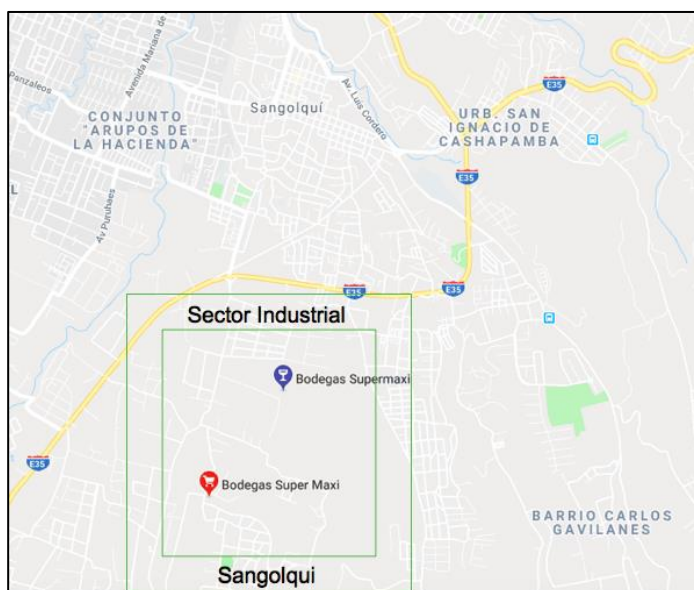 Avenida Mariana de
Panzaleos
CONJUNTO
"ARUPOS DE
LA HACIENDA"
Sangolquí
Av. Luis Cordero
URB. SAN
IGNACIO DE
CASHAPAMBA
E35
E35
E35
L
Av Puruhaes
E35
E35
Sector Industrial
Bodegas Supermaxi
E35
Bodegas Super Maxi
BARRIO CARLOS
GAVILANES
Sangolqui